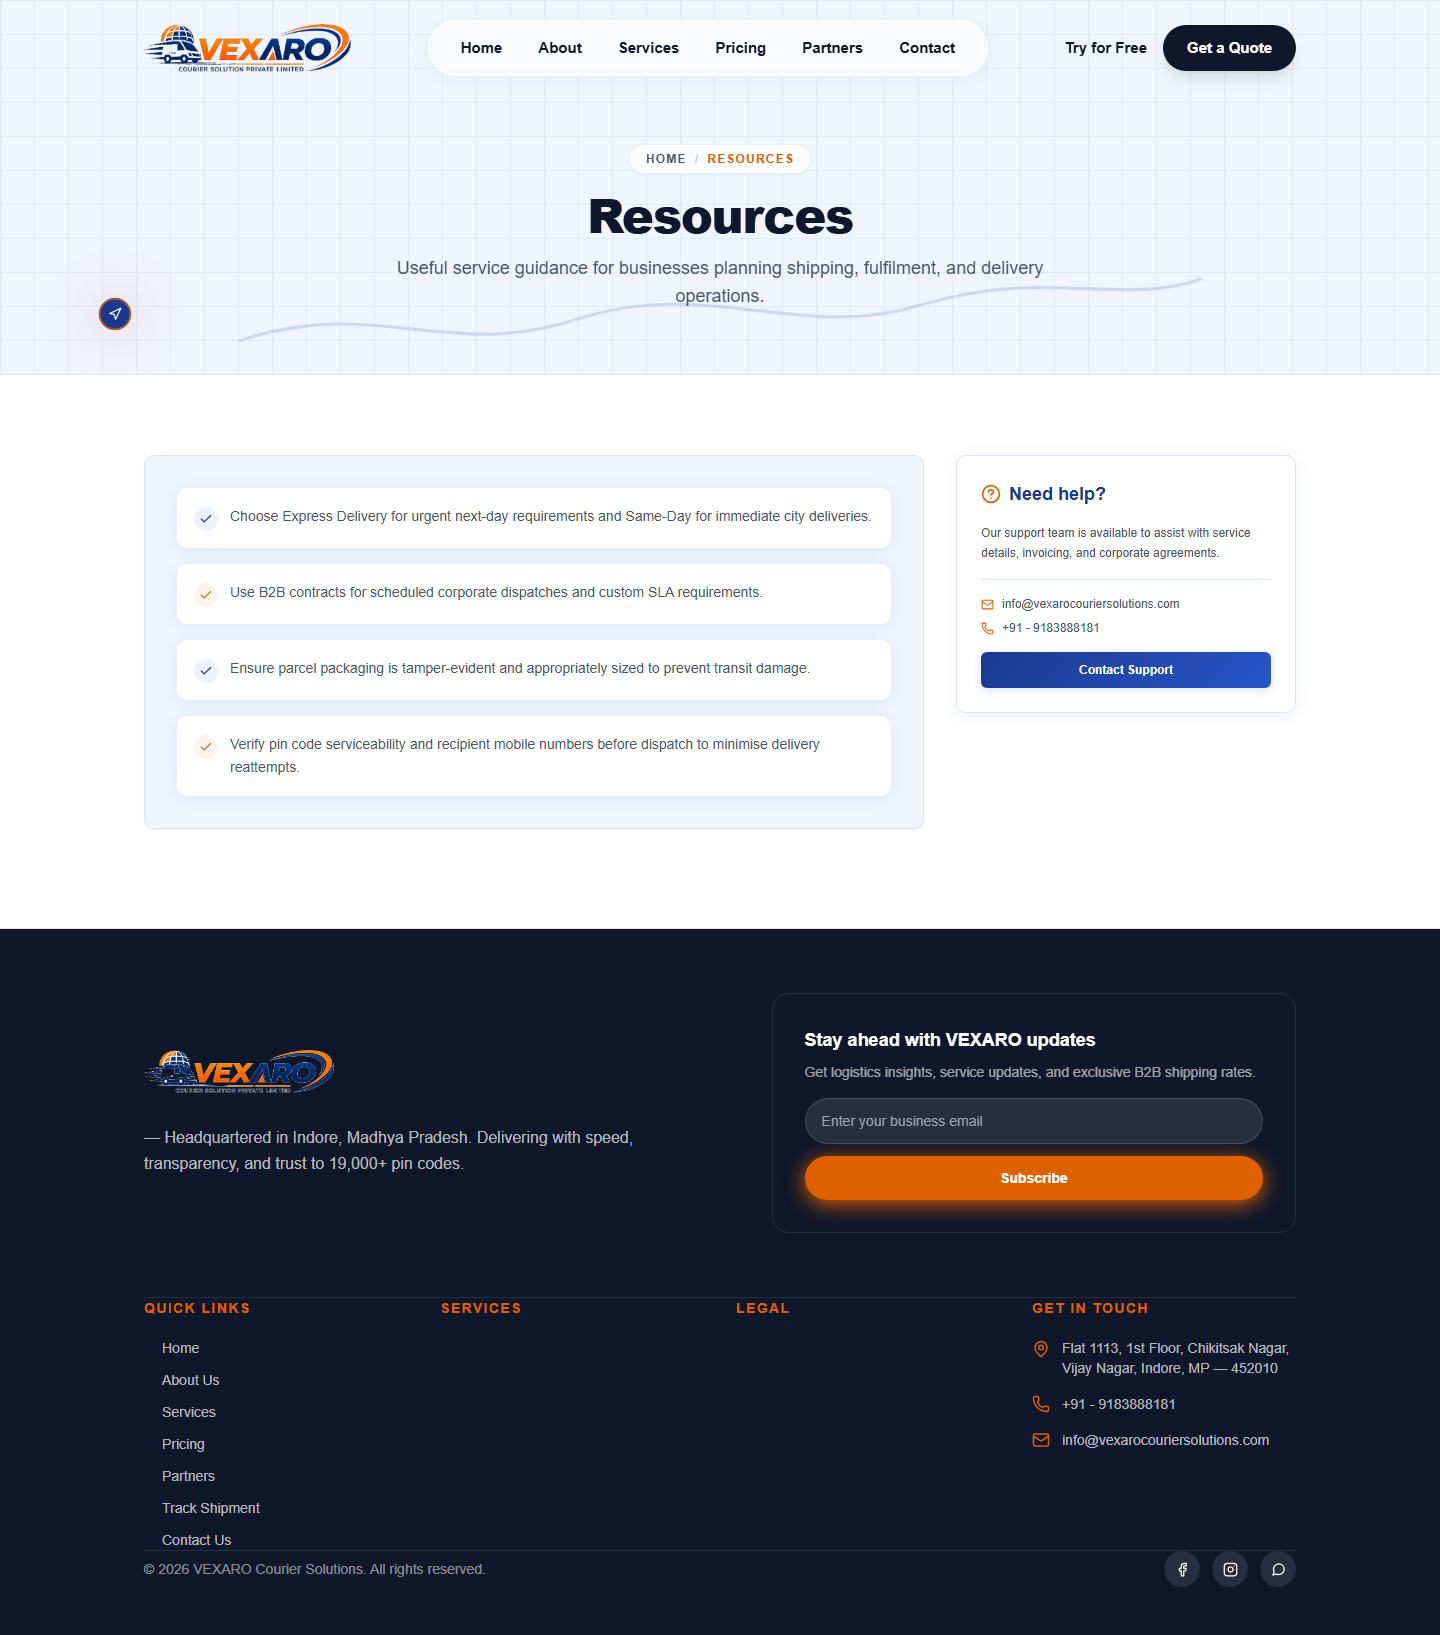 VEXARO
COURIER SOLUTION PRIVATE LIMITED
Home About Services Pricing Partners Contact
Try for Free
Get a Quote
HOME / RESOURCES
Resources
Useful service guidance for businesses planning shipping, fulfilment, and delivery
operations.
Choose Express Delivery for urgent next-day requirements and Same-Day for immediate city deliveries.
Use B2B contracts for scheduled corporate dispatches and custom SLA requirements.
Ensure parcel packaging is tamper-evident and appropriately sized to prevent transit damage.
Verify pin code serviceability and recipient mobile numbers before dispatch to minimise delivery
reattempts.
Need help?
Our support team is available to assist with service
details, invoicing, and corporate agreements.
info@vexarocouriersolutions.com
+91 - 9183888181
Contact Support
VEXARO
COURIER SOLUTION PRIVATE LIMITED
— Headquartered in Indore, Madhya Pradesh. Delivering with speed,
transparency, and trust to 19,000+ pin codes.
Stay ahead with VEXARO updates
Get logistics insights, service updates, and exclusive B2B shipping rates.
Enter your business email
Subscribe
QUICK LINKS
Home
About Us
Services
Pricing
Partners
Track Shipment
Contact Us
SERVICES
LEGAL
GET IN TOUCH
Flat 1113, 1st Floor, Chikitsak Nagar,
Vijay Nagar, Indore, MP — 452010
+91 - 9183888181
info@vexarocouriersolutions.com
© 2026 VEXARO Courier Solutions. All rights reserved.